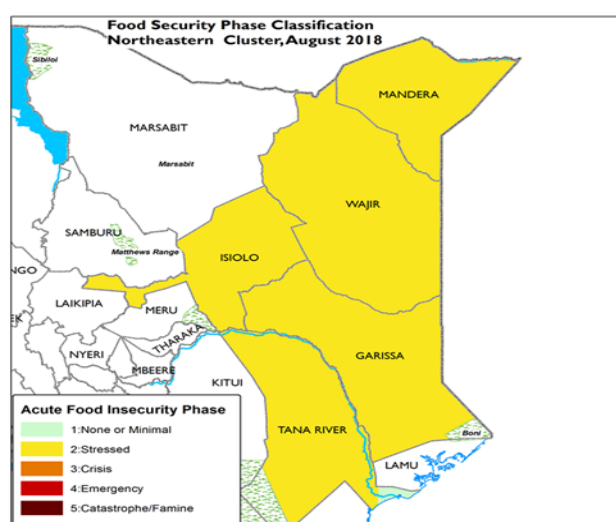 Food Security Phase Classification
Northeastern Cluster, August 2018
Sibiloi
MANDERA
MARSABIT
Marsabit
WAJIR
SAMBURU
Matthews Range
ISIOLO
NGO
LAIKIPIA
MERU
THARAKA
NYERI
GARISSA
MBEERE
KITUI
Acute Food Insecurity Phase
1:None or Minimal
TANA RIVER
Boni
2:Stressed
LAMU
3:Crisis
4:Emergency
5:Catastrophe/Famine